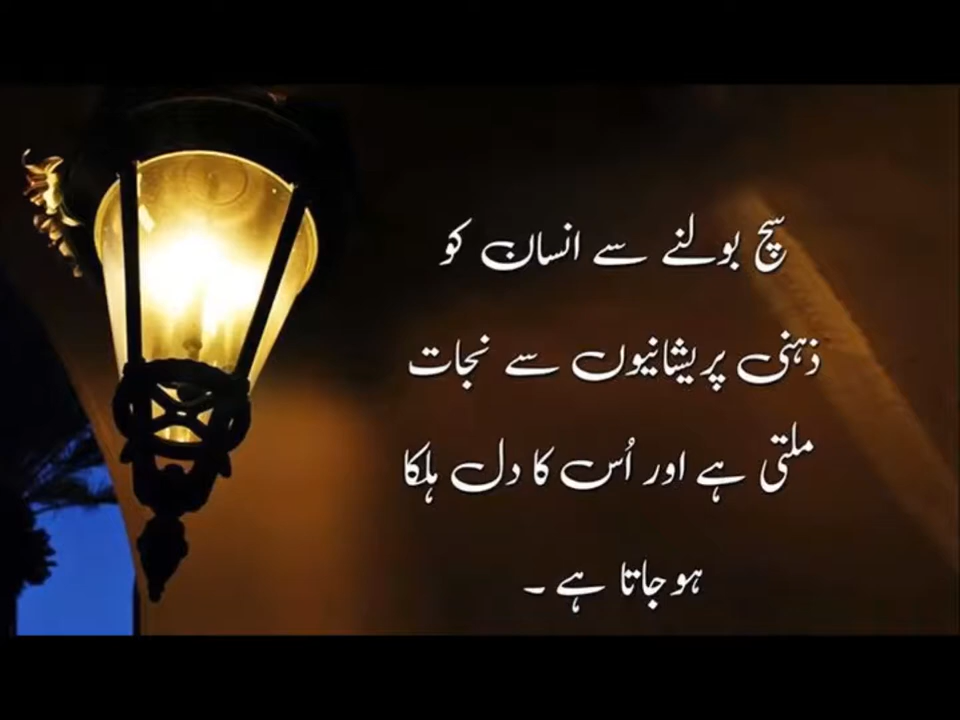 سچ بولنے سے انسان کو
ذہنی پریشانیوں سے نجات
ملتی ہے اور اُس کا دل ہلکا
ہو جاتا ہے ۔